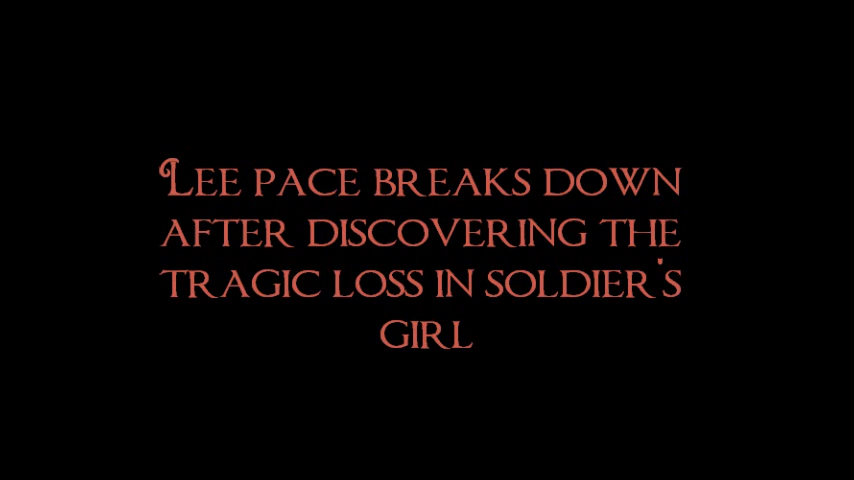 Lee pace breaks down
after discovering the
tragic loss in soldier's
girl